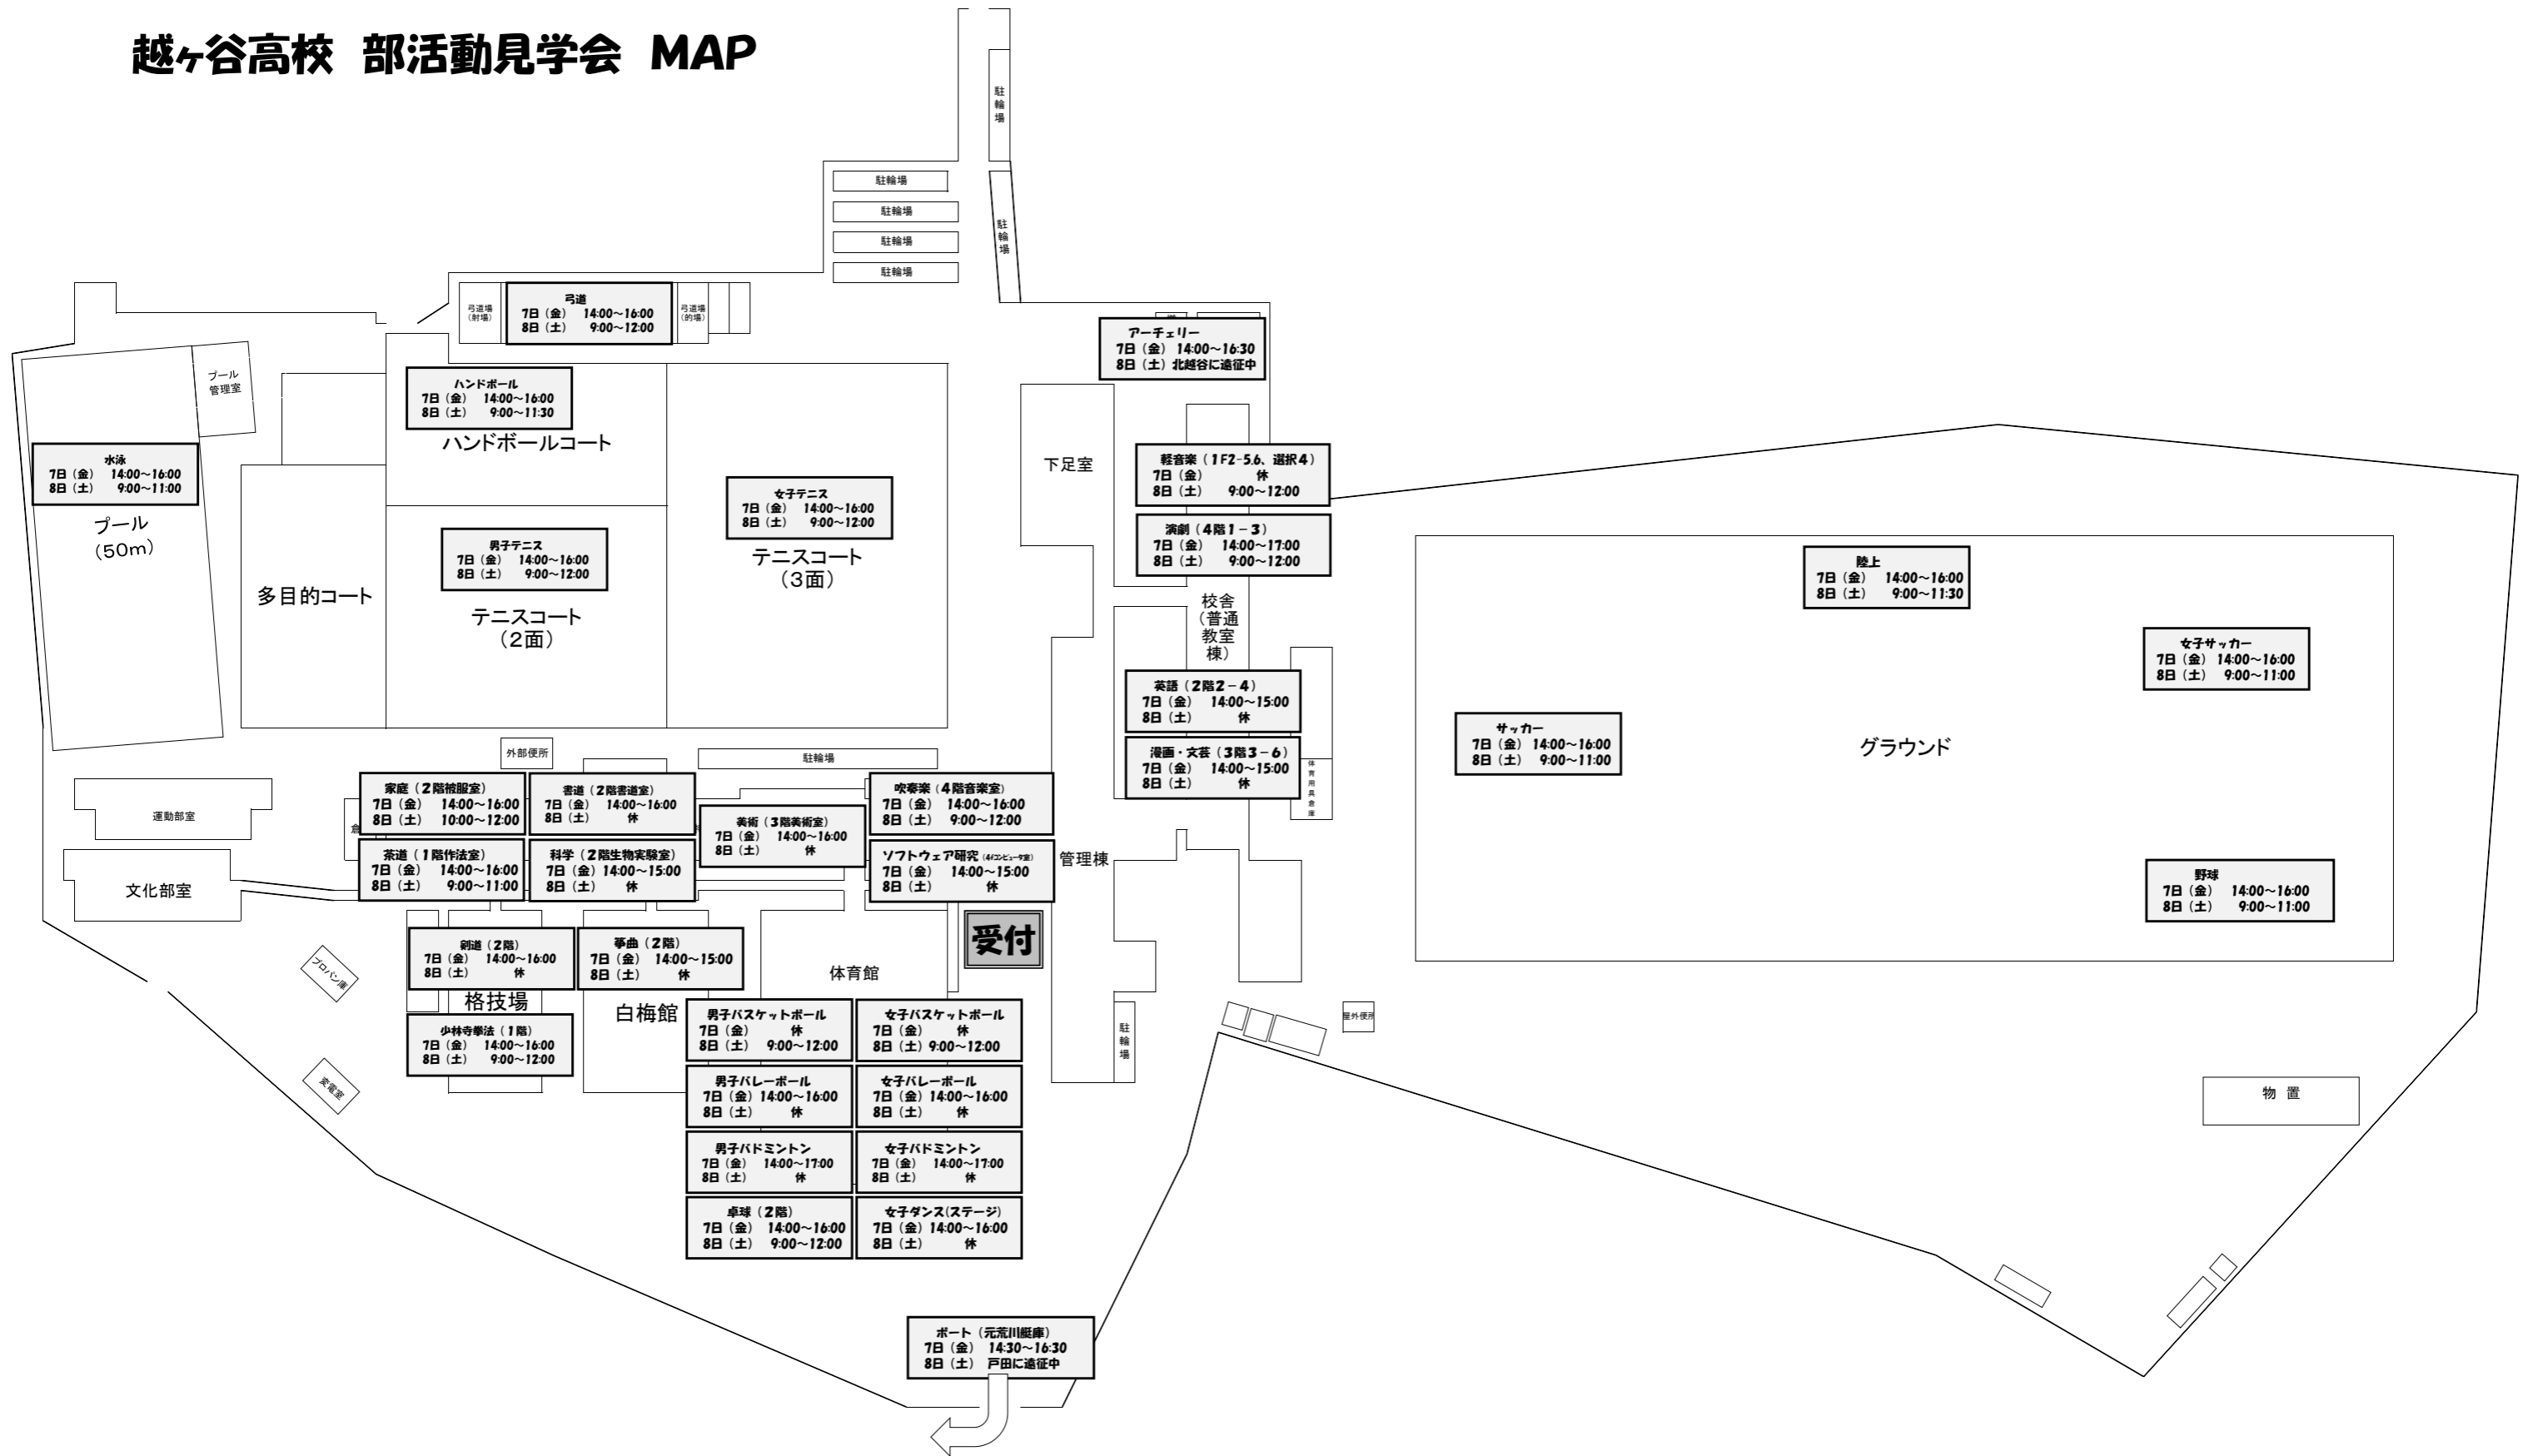 越ヶ谷高校 部活動見学会 MAP
駐輪場
駐輪場
駐輪場
駐輪場
駐輪場
駐輪場
弓道場
（射場）
弓道
7日（金） 14:00～16:00
8日（土） 9:00～12:00
弓道場
（的場）
アーチェリー
7日（金） 14:00～16:30
8日（土） 北越谷に遠征中
プール
管理室
ハンドボール
7日（金） 14:00～16:00
8日（土） 9:00～11:30
ハンドボールコート
水泳
7日（金） 14:00～16:00
8日（土） 9:00～11:00
プール
（50m）
女子テニス
7日（金） 14:00～16:00
8日（土） 9:00～12:00
テニスコート
（3面）
男子テニス
7日（金） 14:00～16:00
8日（土） 9:00～12:00
テニスコート
（2面）
多目的コート
下足室
軽音楽（1F2-5.6、選択4）
7日（金） 休
8日（土） 9:00～12:00
演劇（4階1－3）
7日（金） 14:00～17:00
8日（土） 9:00～12:00
校舎
（普通
教室
棟）
英語（2階2－4）
7日（金） 14:00～15:00
8日（土） 休
漫画・文芸（3階3－6）
7日（金） 14:00～15:00
8日（土） 休
体育用具倉庫
陸上
7日（金） 14:00～16:00
8日（土） 9:00～11:30
女子サッカー
7日（金） 14:00～16:00
8日（土） 9:00～11:00
サッカー
7日（金） 14:00～16:00
8日（土） 9:00～11:00
グラウンド
野球
7日（金） 14:00～16:00
8日（土） 9:00～11:00
外部便所
駐輪場
運動部室
文化部室
倉
家庭（2階被服室）
7日（金） 14:00～16:00
8日（土） 10:00～12:00
書道（2階書道室）
7日（金） 14:00～16:00
8日（土） 休
美術（3階美術室）
7日（金） 14:00～16:00
8日（土） 休
吹奏楽（4階音楽室）
7日（金） 14:00～16:00
8日（土） 9:00～12:00
茶道（1階作法室）
7日（金） 14:00～16:00
8日（土） 9:00～11:00
科学（2階生物実験室）
7日（金） 14:00～15:00
8日（土） 休
ソフトウェア研究（4Fコンピュータ室）
7日（金） 14:00～15:00
8日（土） 休
管理棟
受付
剣道（2階）
7日（金） 14:00～16:00
8日（土） 休
箏曲（2階）
7日（金） 14:00～15:00
8日（土） 休
体育館
プロパン庫
格技場
白梅館
少林寺拳法（1階）
7日（金） 14:00～16:00
8日（土） 9:00～12:00
変電室
男子バスケットボール
7日（金） 休
8日（土） 9:00～12:00
女子バスケットボール
7日（金） 休
8日（土） 9:00～12:00
男子バレーボール
7日（金） 14:00～16:00
8日（土） 休
女子バレーボール
7日（金） 14:00～16:00
8日（土） 休
男子バドミントン
7日（金） 14:00～17:00
8日（土） 休
女子バドミントン
7日（金） 14:00～17:00
8日（土） 休
卓球（2階）
7日（金） 14:00～16:00
8日（土） 9:00～12:00
女子ダンス(ステージ)
7日（金） 14:00～16:00
8日（土） 休
駐輪場
屋外便所
物 置
ボート（元荒川艇庫）
7日（金） 14:30～16:30
8日（土） 戸田に遠征中